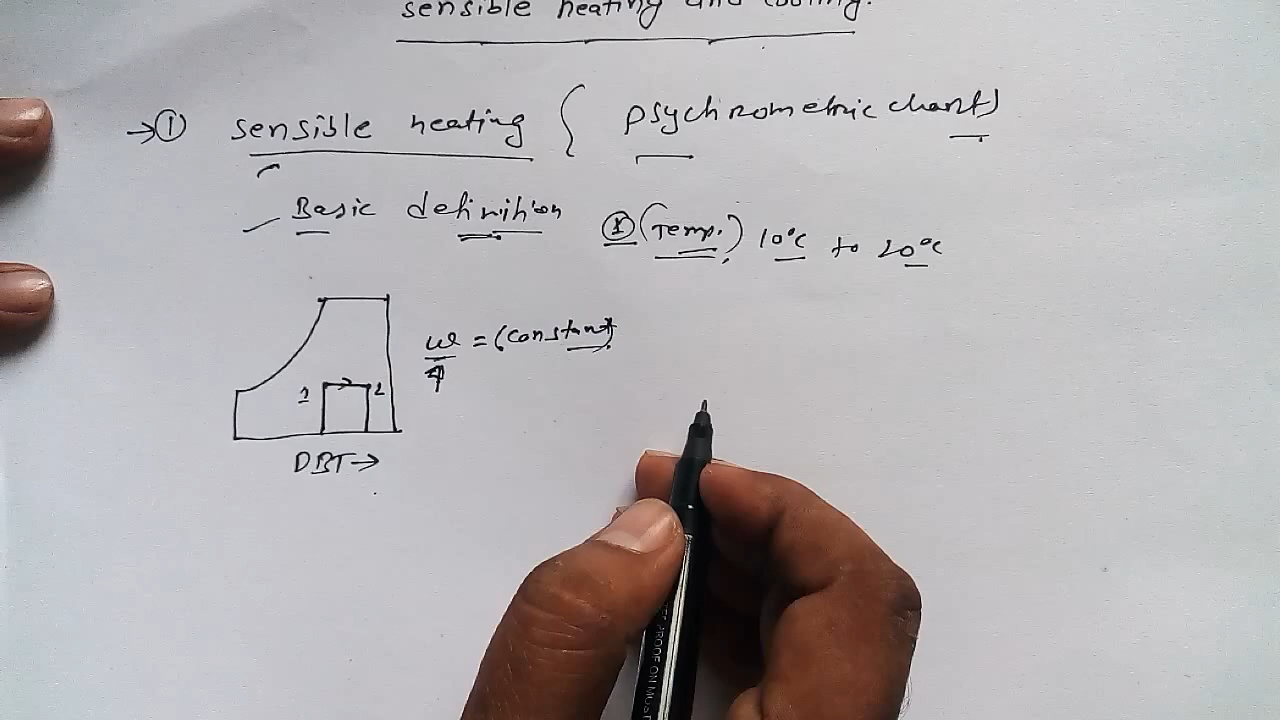 sensible heating and cooling.
→① sensible heating { psychrometric chart)
Basic definition
(Temp.) 10°C to 20°C
ω = (constant)
1 2
DBT→